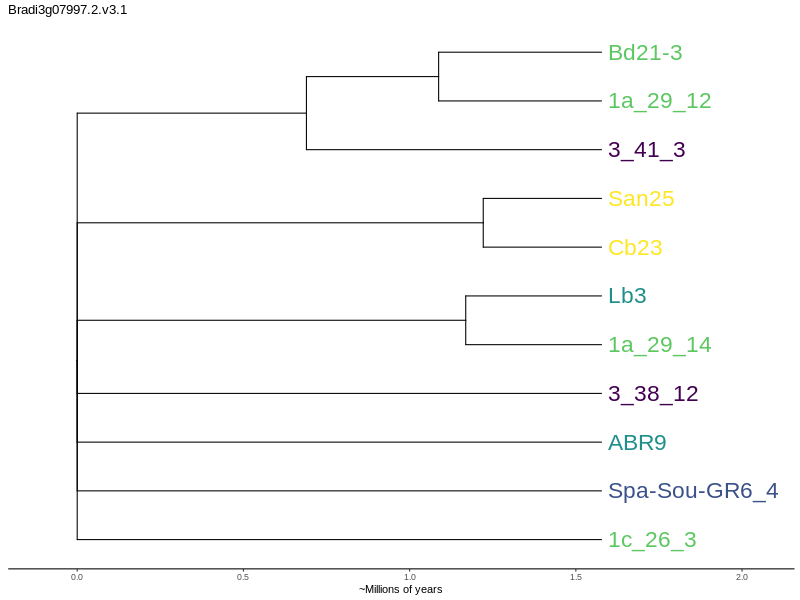 Bradi3g07997.2.v3.1
Bd21-3
1a_29_12
3_41_3
San25
Cb23
Lb3
1a_29_14
3_38_12
ABR9
Spa-Sou-GR6_4
1c_26_3
0.0 0.5 1.0 1.5 2.0
~Millions of years